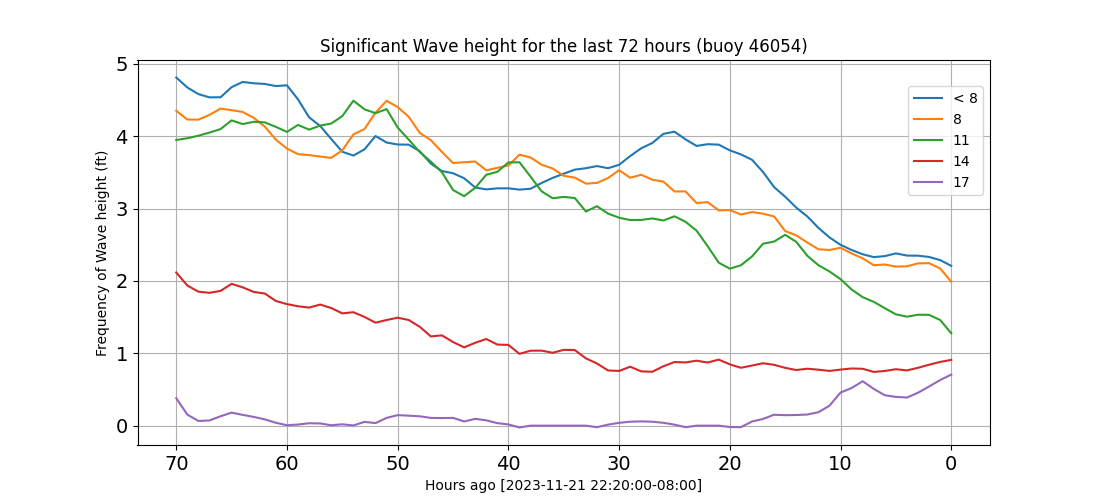 Significant Wave height for the last 72 hours (buoy 46054)
Frequency of Wave height (ft)
5
4
3
2
1
0
< 8
8
11
14
17
70 60 50 40 30 20 10 0
Hours ago [2023-11-21 22:20:00-08:00]